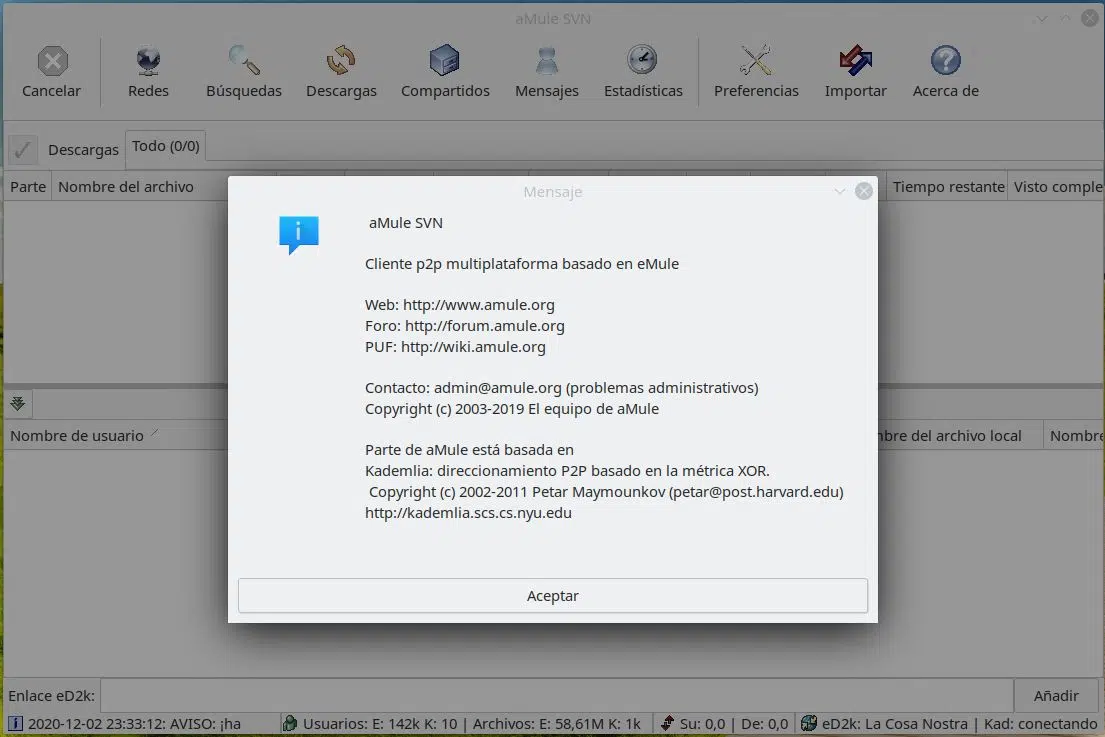 aMule SVN
Cancelar Redes Búsquedas Descargas Compartidos Mensajes Estadísticas Preferencias Importar Acerca de
Descargas Todo (0/0)
Parte Nombre del archivo Tiempo restante Visto comple
Mensaje
aMule SVN
Cliente p2p multiplataforma basado en eMule
Web: http://www.amule.org
Foro: http://forum.amule.org
PUF: http://wiki.amule.org
Contacto: admin@amule.org (problemas administrativos)
Copyright (c) 2003-2019 El equipo de aMule
Parte de aMule está basada en
Kademlia: direccionamiento P2P basado en la métrica XOR.
Copyright (c) 2002-2011 Petar Maymounkov (petar@post.harvard.edu)
http://kademlia.scs.cs.nyu.edu
Aceptar
Nombre de usuario bre del archivo local Nombre
Enlace eD2k: Añadir
2020-12-02 23:33:12: AVISO: ¡ha Usuarios: E: 142k K: 10 | Archivos: E: 58,61M K: 1k Su: 0,0 | De: 0,0 eD2k: La Cosa Nostra | Kad: conectando